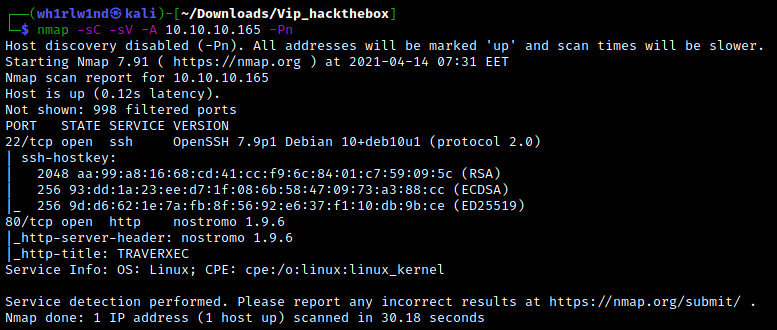 ┌──(wh1rlw1nd㉿kali)-[~/Downloads/Vip_hackthebox]
└─$ nmap -sC -sV -A 10.10.10.165 -Pn
Host discovery disabled (-Pn). All addresses will be marked 'up' and scan times will be slower.
Starting Nmap 7.91 ( https://nmap.org ) at 2021-04-14 07:31 EET
Nmap scan report for 10.10.10.165
Host is up (0.12s latency).
Not shown: 998 filtered ports
PORT   STATE SERVICE VERSION
22/tcp open  ssh     OpenSSH 7.9p1 Debian 10+deb10u1 (protocol 2.0)
| ssh-hostkey:
|   2048 aa:99:a8:16:68:cd:41:cc:f9:6c:84:01:c7:59:09:5c (RSA)
|   256 93:dd:1a:23:ee:d7:1f:08:6b:58:47:09:73:a3:88:cc (ECDSA)
|_  256 9d:d6:62:1e:7a:fb:8f:56:92:e6:37:f1:10:db:9b:ce (ED25519)
80/tcp open  http    nostromo 1.9.6
|_http-server-header: nostromo 1.9.6
|_http-title: TRAVERXEC
Service Info: OS: Linux; CPE: cpe:/o:linux:linux_kernel

Service detection performed. Please report any incorrect results at https://nmap.org/submit/ .
Nmap done: 1 IP address (1 host up) scanned in 30.18 seconds